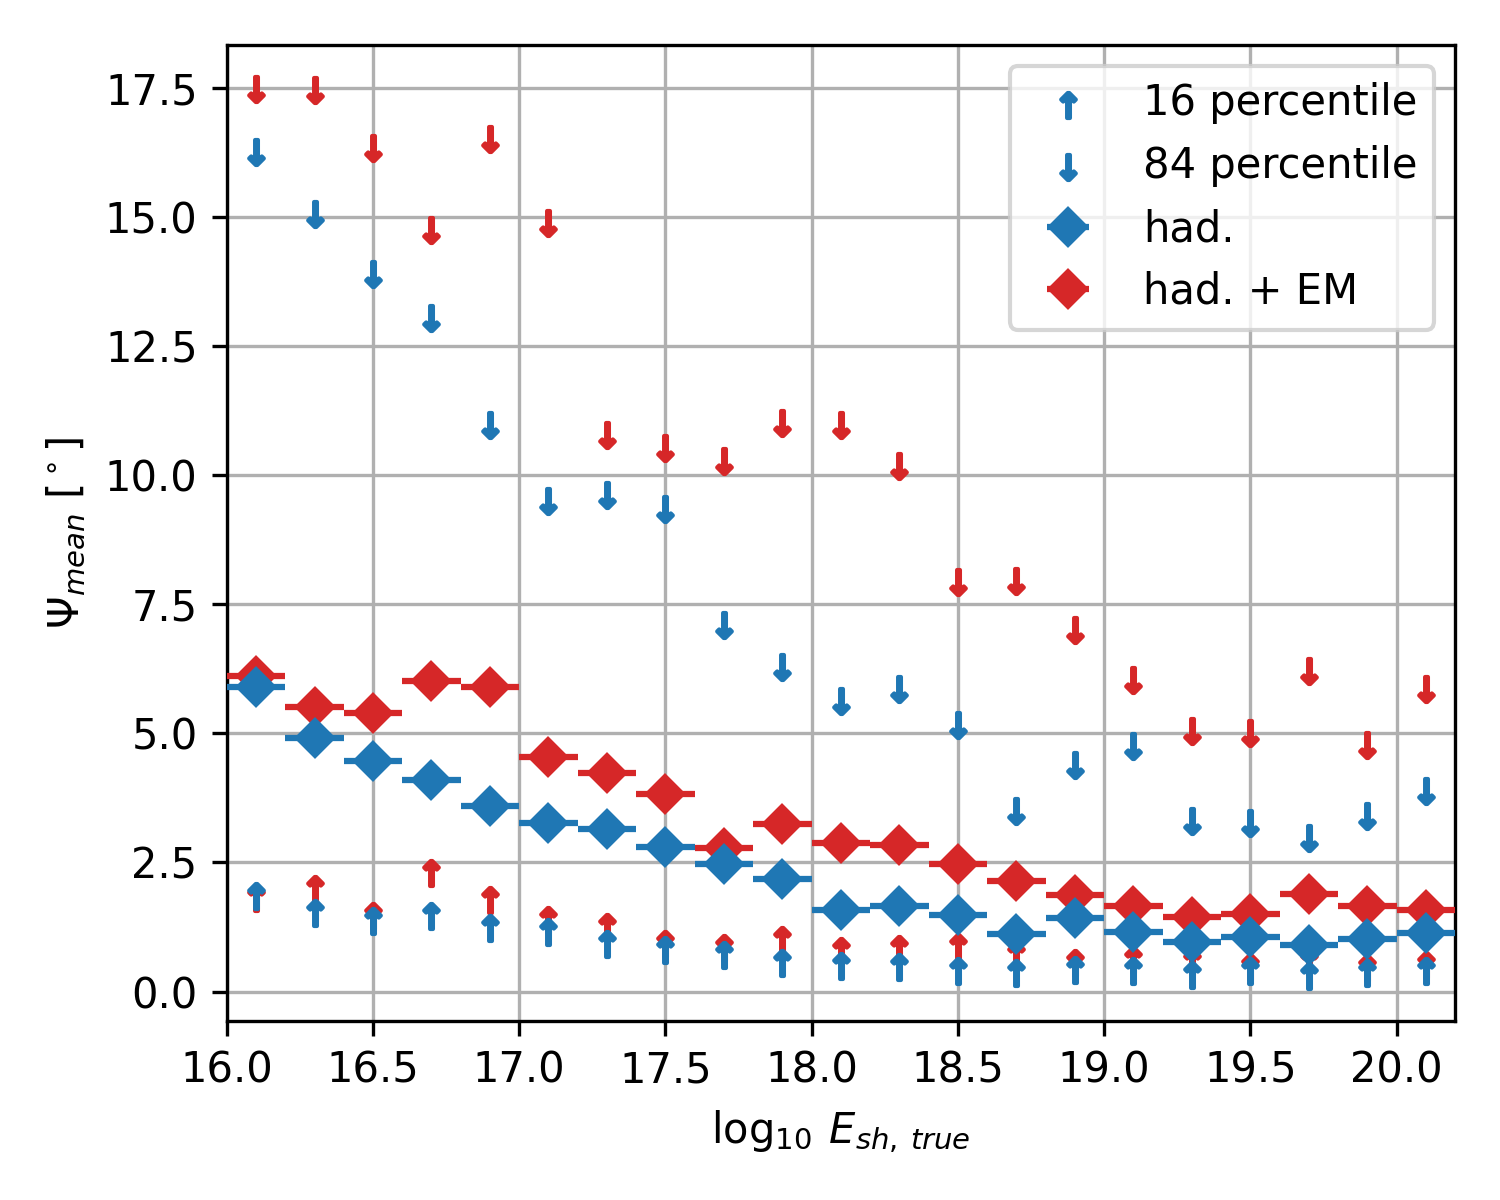 17.5
15.0
12.5
10.0
7.5
5.0
2.5
0.0
Ψmean [°]
16 percentile
84 percentile
had.
had. + EM
16.0 16.5 17.0 17.5 18.0 18.5 19.0 19.5 20.0
log10 Esh, true